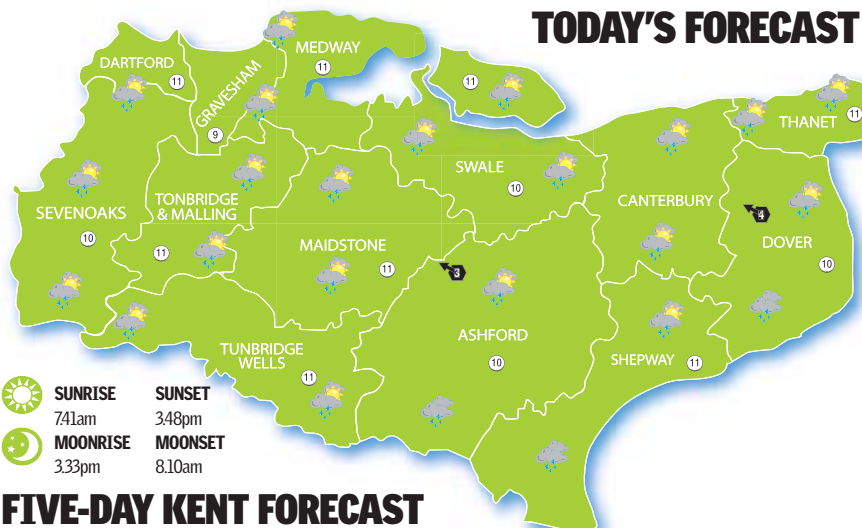 TODAY'S FORECAST
MEDWAY
11
DARTFORD
11
GRAVESHAM
9
11
THANET
11
SWALE
10
TONBRIDGE
& MALLING
11
SEVENOAKS
10
CANTERBURY
4
DOVER
10
MAIDSTONE
11
3
ASHFORD
10
SHEPWAY
11
TUNBRIDGE
WELLS
11
SUNRISE SUNSET
7.41am 3.48pm
MOONRISE MOONSET
3.33pm 8.10am
FIVE-DAY KENT FORECAST